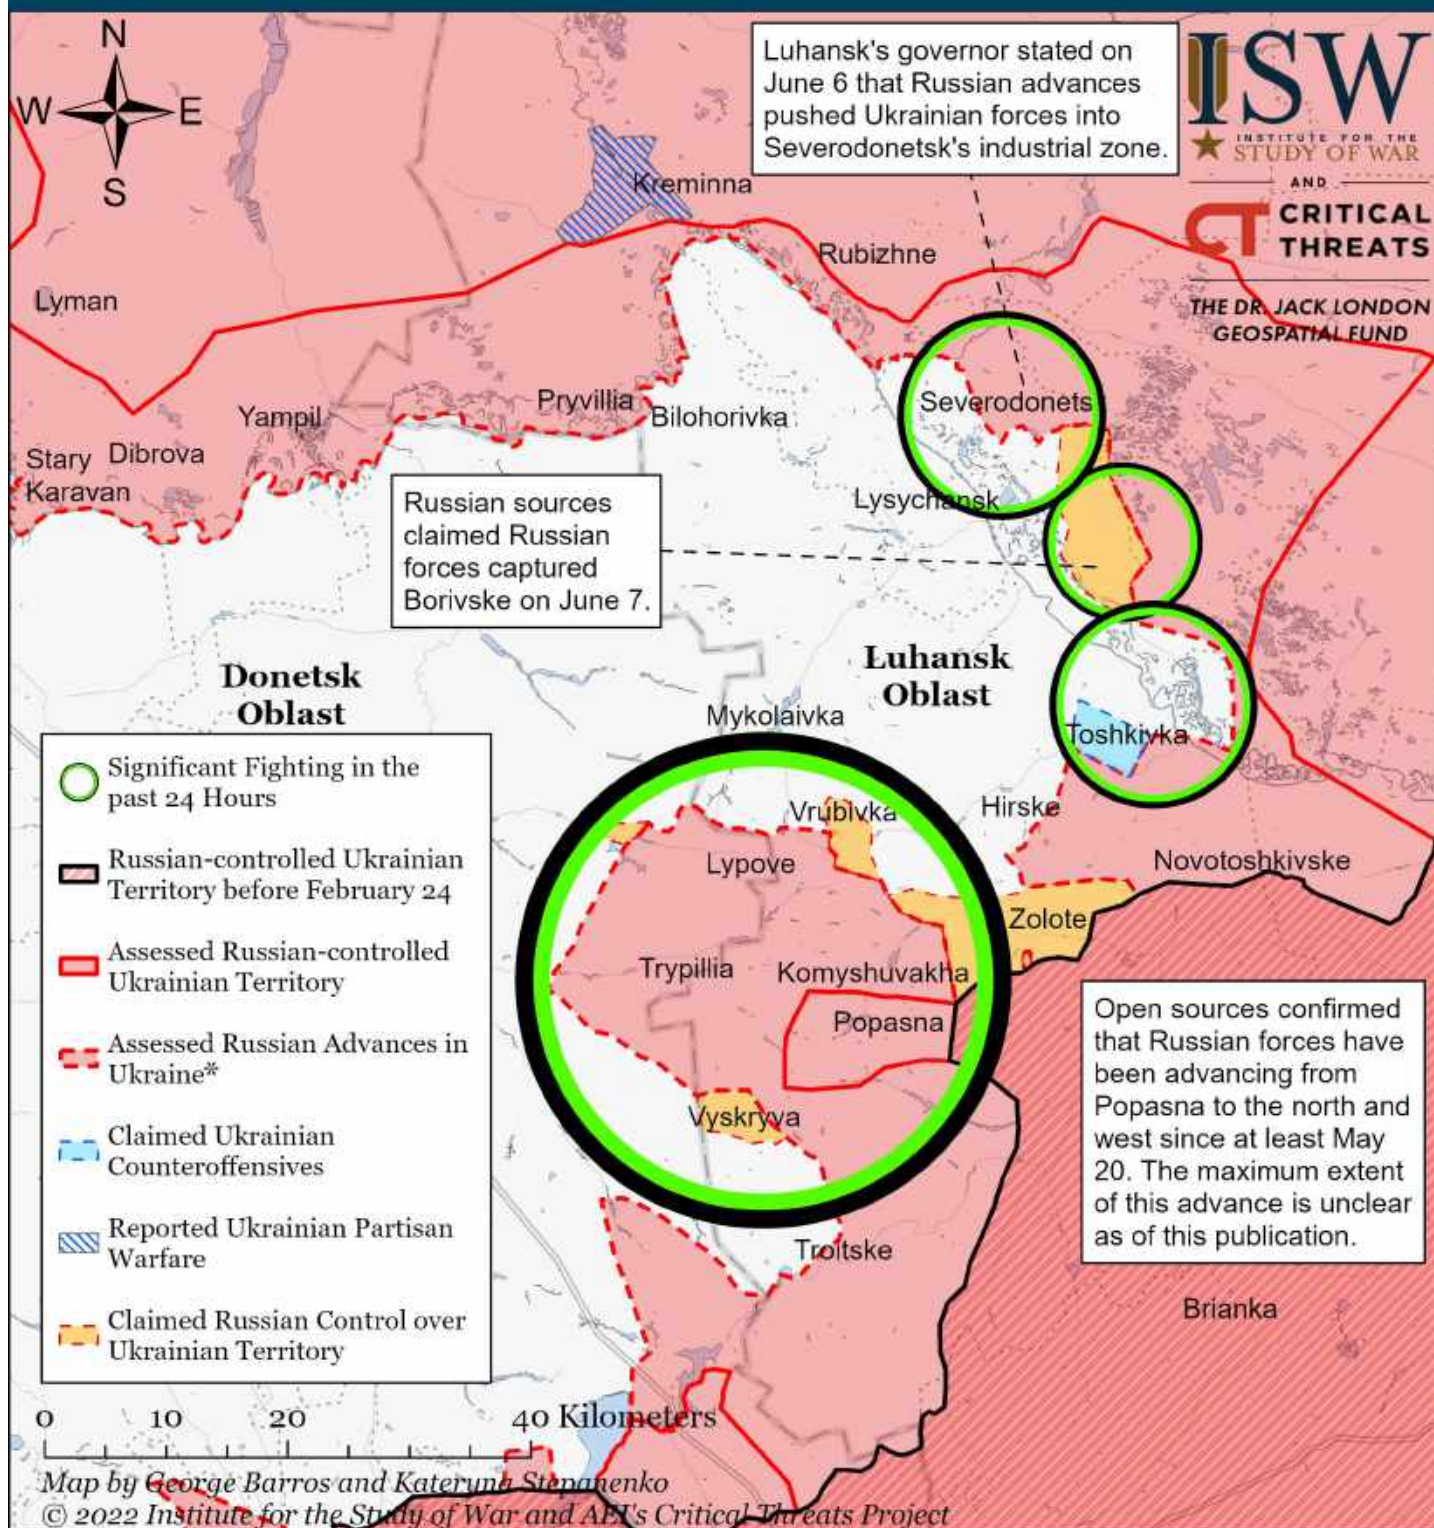 N
W E
S
Luhansk's governor stated on
June 6 that Russian advances
pushed Ukrainian forces into
Severodonetsk's industrial zone.
ISW
INSTITUTE FOR THE
STUDY OF WAR
AND
CT CRITICAL
THREATS
THE DR. JACK LONDON
GEOSPATIAL FUND
Kreminna
Rubizhne
Lyman
Pryvillia
Severodonets
Yampil
Bilohorivka
Dibrova
Stary
Karavan
Lysychansk
Russian sources
claimed Russian
forces captured
Borivske on June 7.
Donetsk
Oblast
Luhansk
Oblast
Mykolaivka
Toshkivka
Vrubivka
Hirske
Lypove
Novotoshkivske
Zolote
Trypillia
Komyshuvakha
Popasna
Vyskryva
Troitske
Brianka
Open sources confirmed
that Russian forces have
been advancing from
Popasna to the north and
west since at least May
20. The maximum extent
of this advance is unclear
as of this publication.
Significant Fighting in the
past 24 Hours
Russian-controlled Ukrainian
Territory before February 24
Assessed Russian-controlled
Ukrainian Territory
Assessed Russian Advances in
Ukraine*
Claimed Ukrainian
Counteroffensives
Reported Ukrainian Partisan
Warfare
Claimed Russian Control over
Ukrainian Territory
0 10 20 40 Kilometers
Map by George Barros and Kateryna Stepanenko
© 2022 Institute for the Study of War and AEI's Critical Threats Project